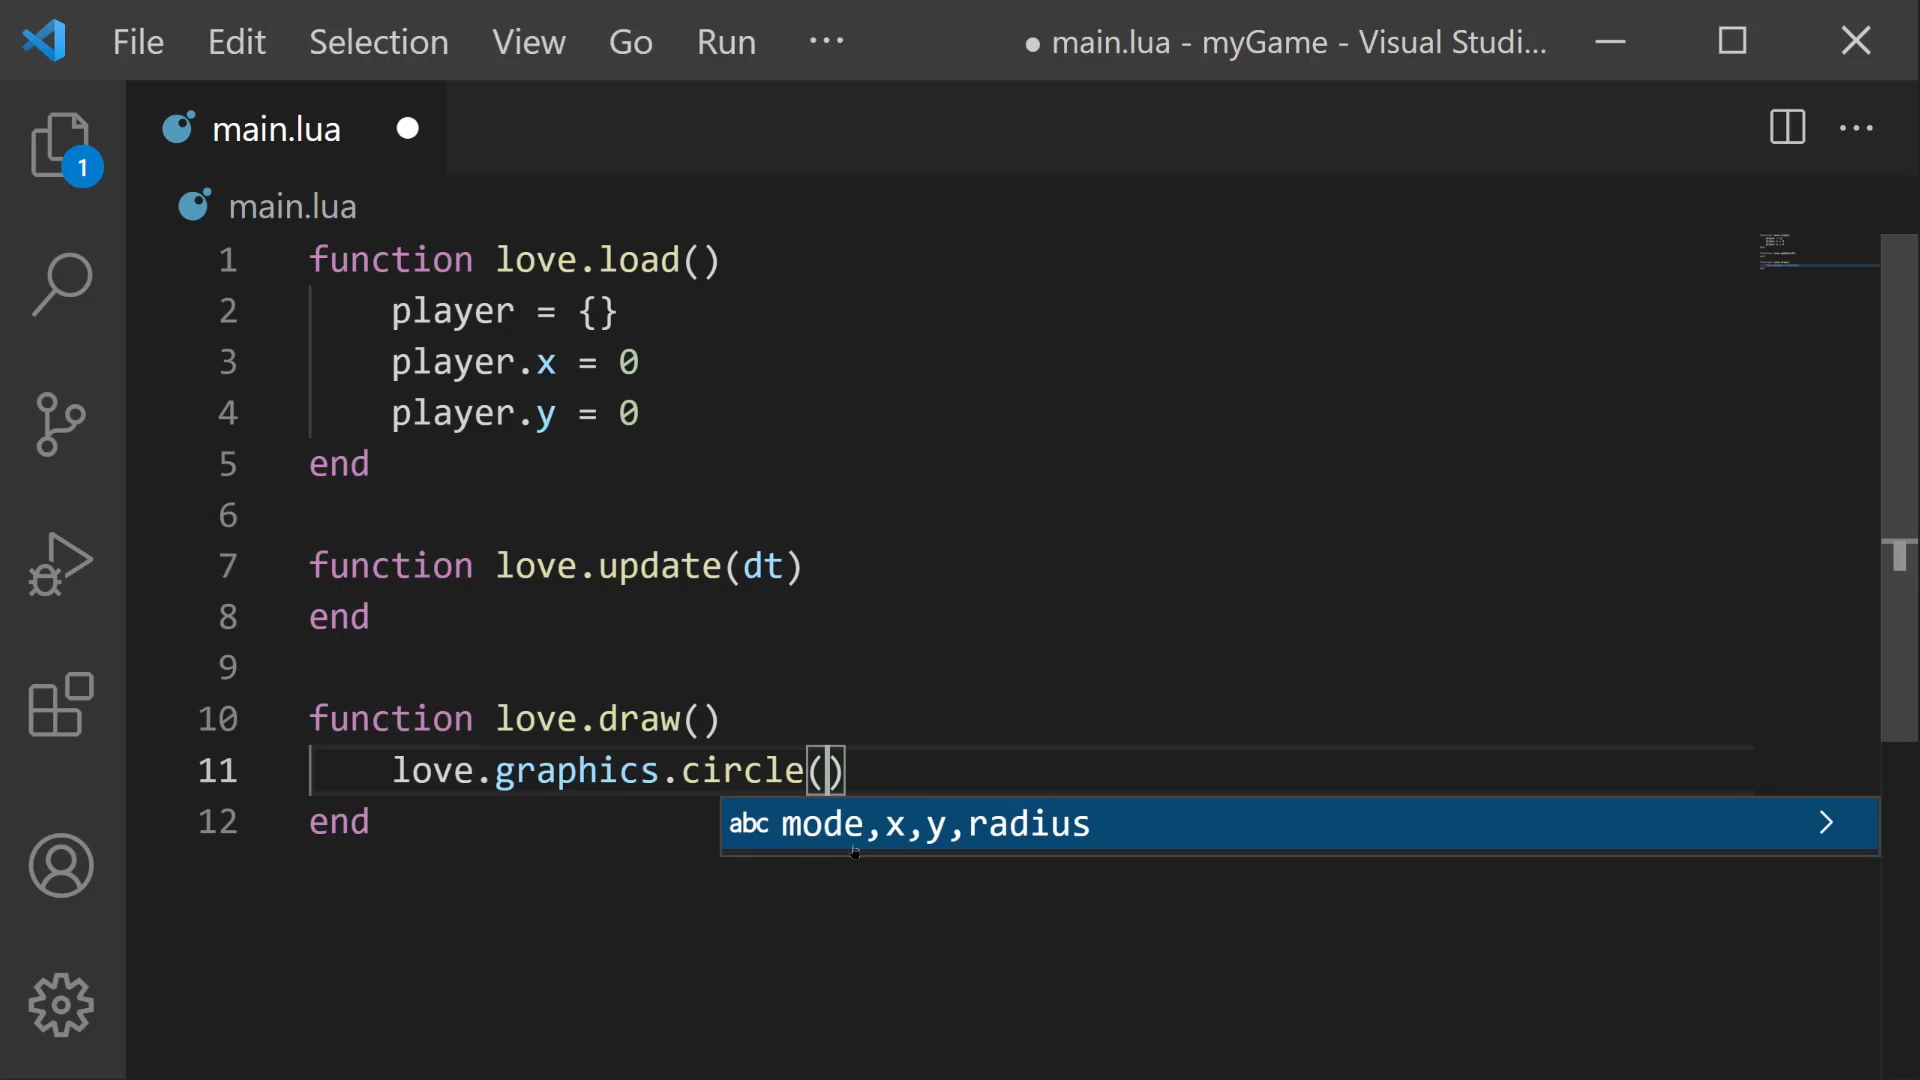 File Edit Selection View Go Run ··· ● main.lua - myGame - Visual Studi...
main.lua ●
1
main.lua
1 function love.load()
2 player = {}
3 player.x = 0
4 player.y = 0
5 end
6
7 function love.update(dt)
8 end
9
10 function love.draw()
11 love.graphics.circle()
12 end
abc mode,x,y,radius